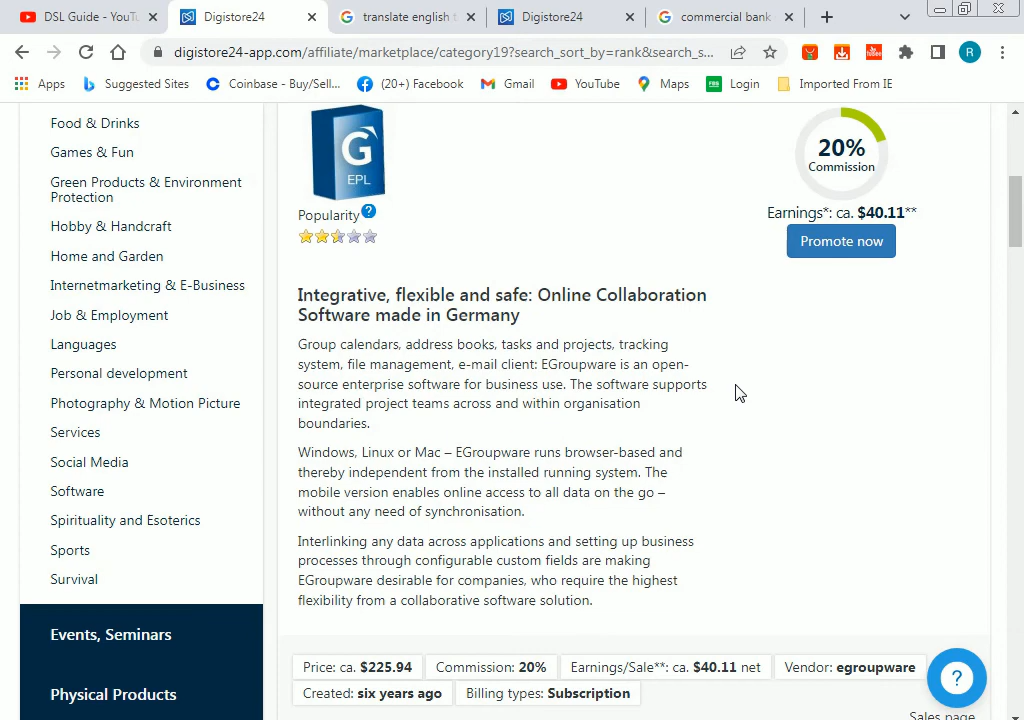 DSL Guide - YouTu
Digistore24
translate english t
Digistore24
commercial bank
digistore24-app.com/affiliate/marketplace/category19?search_sort_by=rank&search_s...
R
Apps
Suggested Sites
Coinbase - Buy/Sell...
(20+) Facebook
Gmail
YouTube
Maps
Login
Imported From IE
Food & Drinks
Games & Fun
Green Products & Environment
Protection
Hobby & Handcraft
Home and Garden
Internetmarketing & E-Business
Job & Employment
Languages
Personal development
Photography & Motion Picture
Services
Social Media
Software
Spirituality and Esoterics
Sports
Survival
Events, Seminars
Physical Products
G
EPL
Popularity ?
20%
Commission
Earnings*: ca. $40.11**
Promote now
Integrative, flexible and safe: Online Collaboration
Software made in Germany
Group calendars, address books, tasks and projects, tracking
system, file management, e-mail client: EGroupware is an open-
source enterprise software for business use. The software supports
integrated project teams across and within organisation
boundaries.
Windows, Linux or Mac – EGroupware runs browser-based and
thereby independent from the installed running system. The
mobile version enables online access to all data on the go –
without any need of synchronisation.
Interlinking any data across applications and setting up business
processes through configurable custom fields are making
EGroupware desirable for companies, who require the highest
flexibility from a collaborative software solution.
Price: ca. $225.94
Commission: 20%
Earnings/Sale**: ca. $40.11 net
Vendor: egroupware
Created: six years ago
Billing types: Subscription
?
Sales page